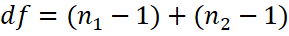 df = (n₁ − 1) + (n₂ − 1)